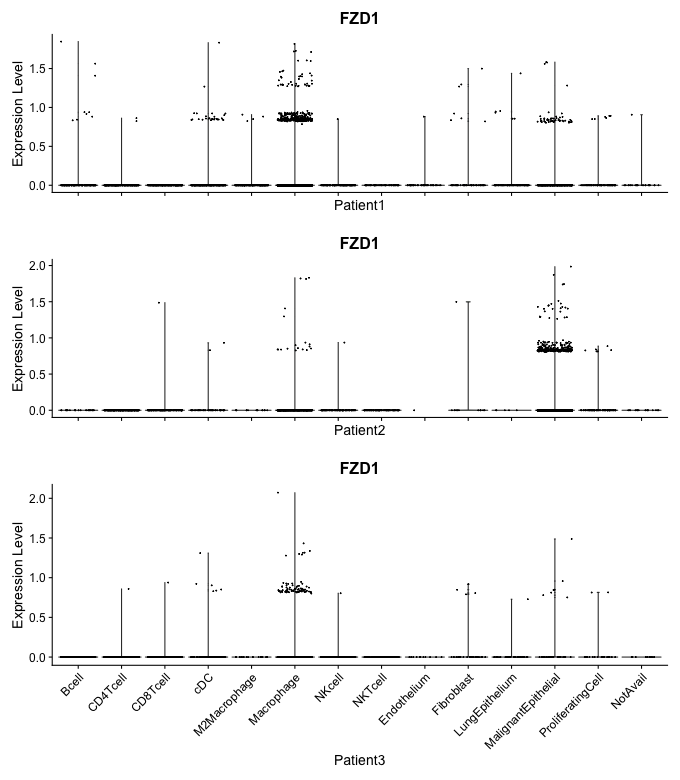 FZD1
Expression Level
1.5
1.0
0.5
0.0
Patient1
FZD1
Expression Level
2.0
1.5
1.0
0.5
0.0
Patient2
FZD1
Expression Level
2.0
1.5
1.0
0.5
0.0
Bcell
CD4Tcell
CD8Tcell
cDC
M2Macrophage
Macrophage
NKcell
NKTcell
Endothelium
Fibroblast
LungEpithelium
MalignantEpithelial
ProliferatingCell
NotAvail
Patient3